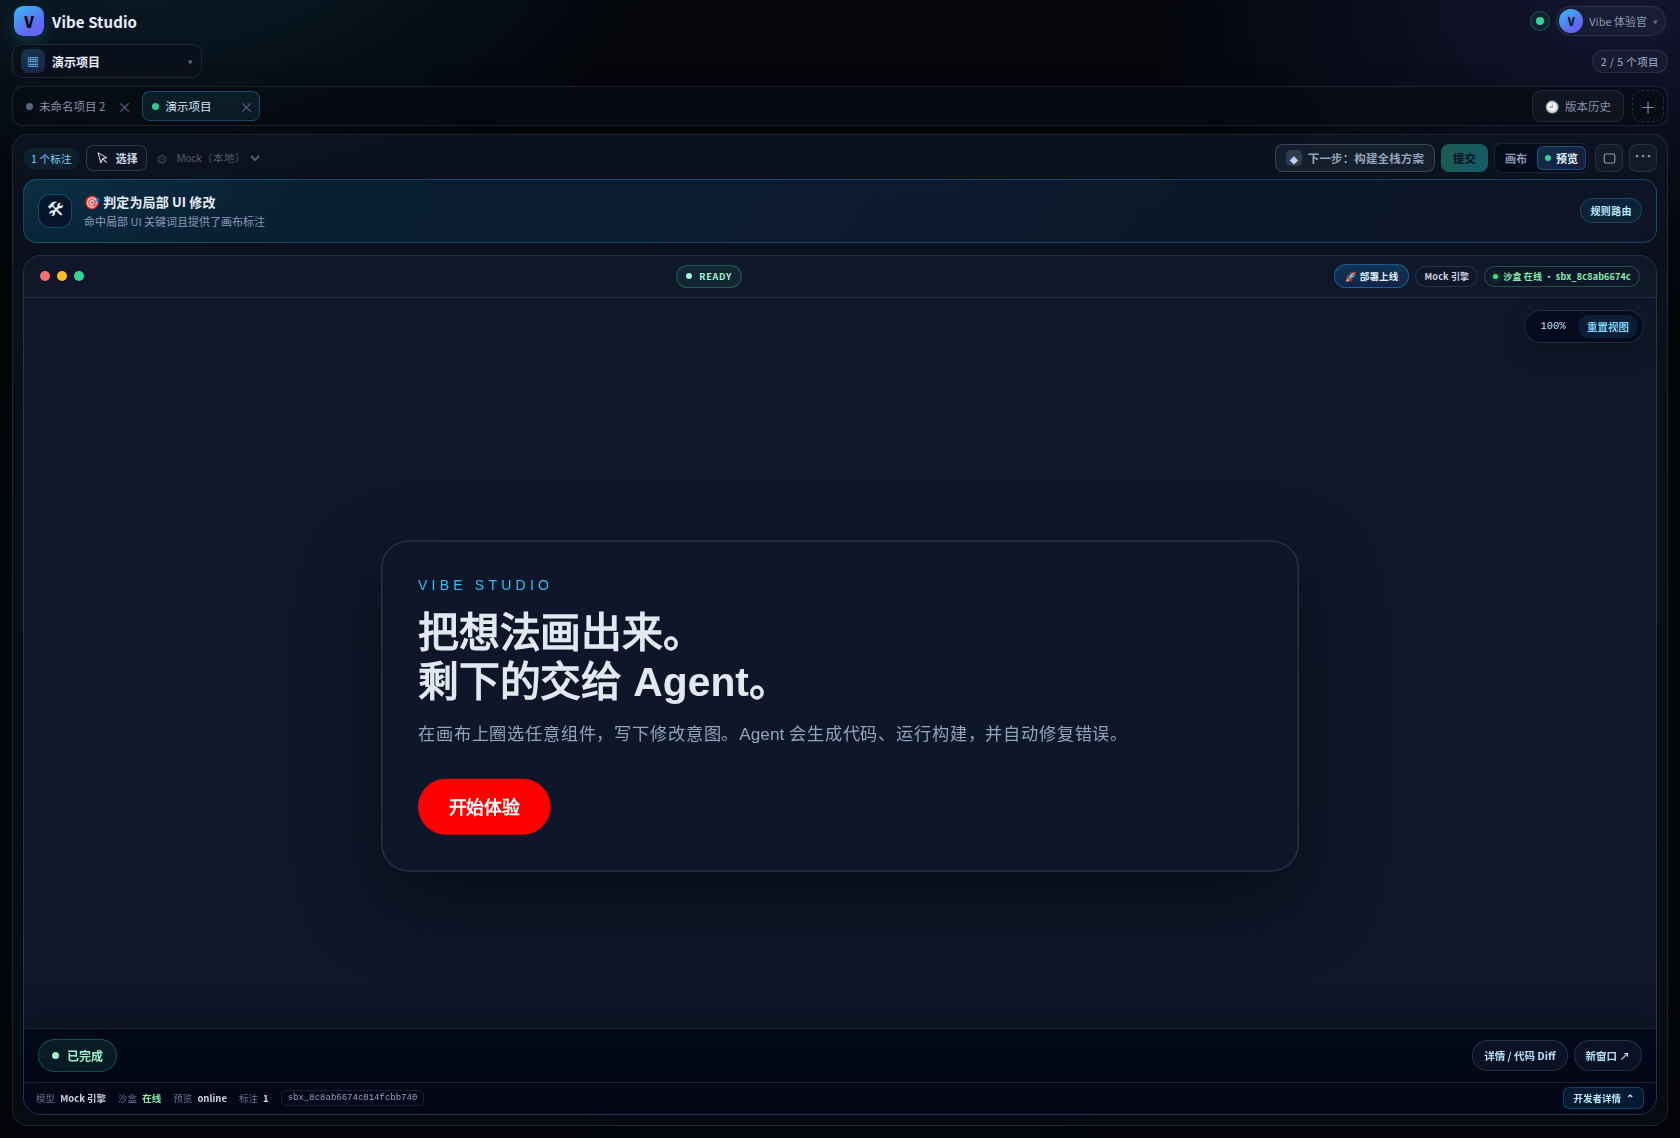 V Vibe Studio
V Vibe 体验官
演示项目
2 / 5 个项目
未命名项目 2
演示项目
版本历史
1 个标注
选择
Mock（本地）
下一步：构建全栈方案
提交
画布
预览
判定为局部 UI 修改
命中局部 UI 关键词且提供了画布标注
规则路由
READY
部署上线
Mock 引擎
沙盒 在线 · sbx_8c8ab6674c
100%
重置视图
VIBE STUDIO
把想法画出来。
剩下的交给 Agent。
在画布上圈选任意组件，写下修改意图。Agent 会生成代码、运行构建，并自动修复错误。
开始体验
已完成
详情 / 代码 Diff
新窗口 ↗
模型 Mock 引擎 沙盒 在线 预览 online 标注 1 sbx_8c8ab6674c014fcbb740
开发者详情